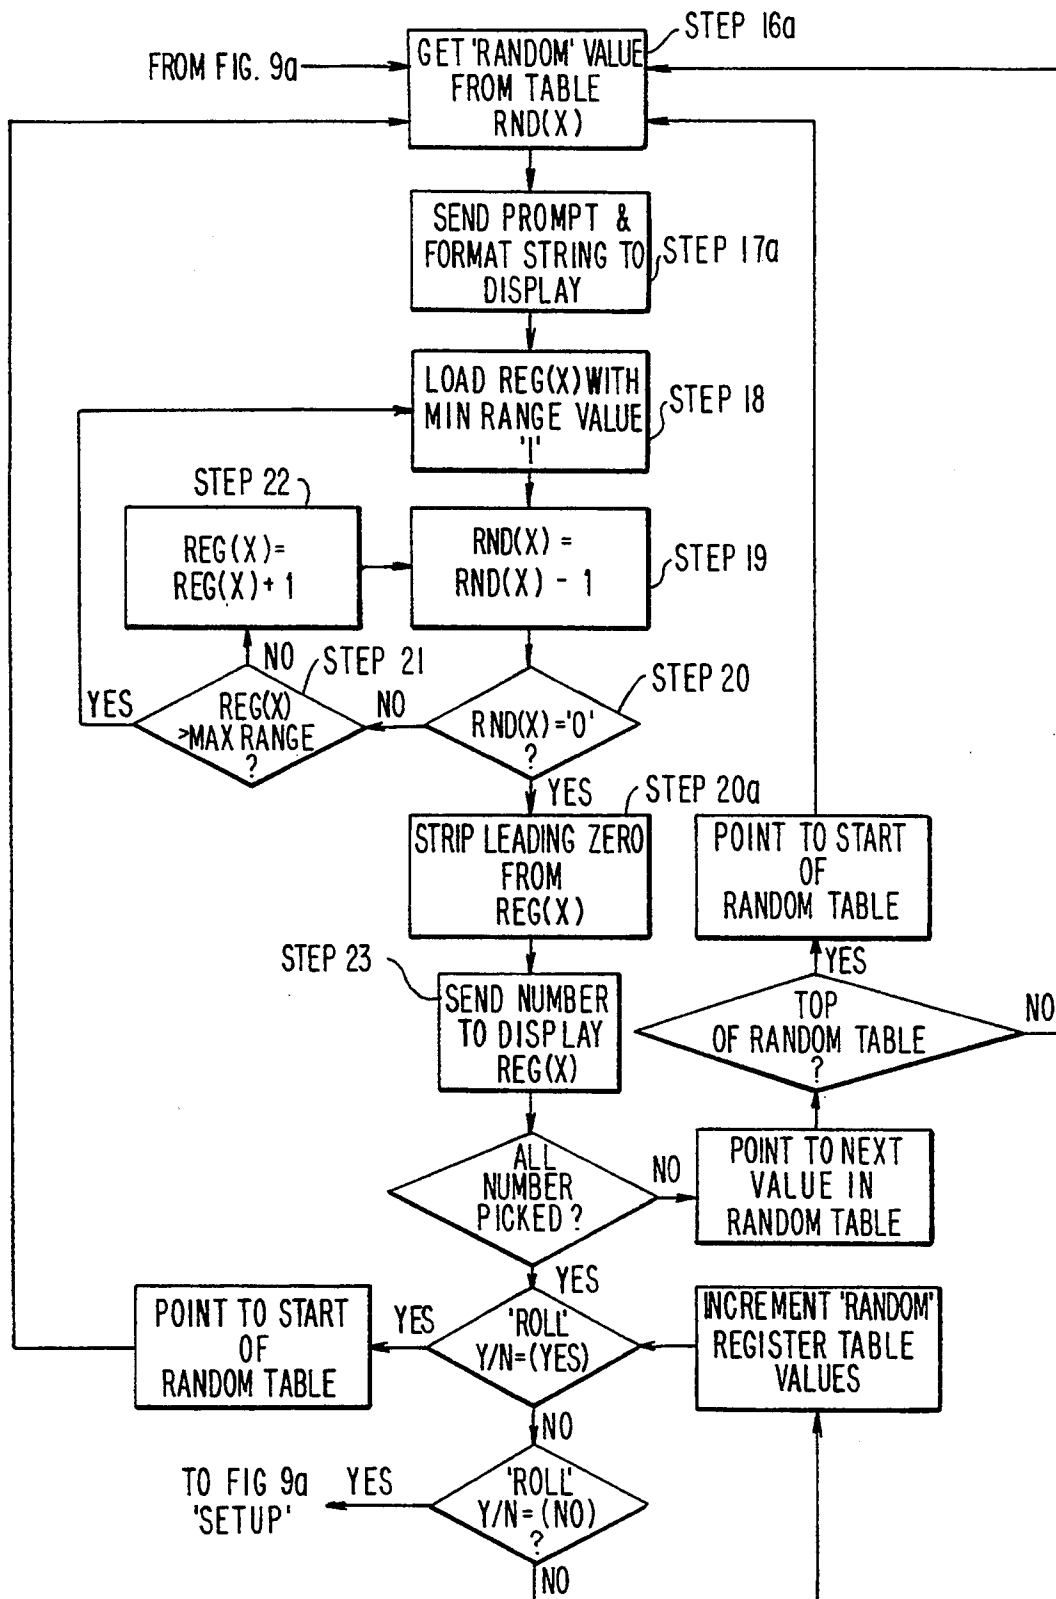 STEP 16a
FROM FIG. 9a
GET 'RANDOM' VALUE
FROM TABLE
RND(X)
SEND PROMPT &
FORMAT STRING TO
DISPLAY
STEP 17a
LOAD REG(X) WITH
MIN RANGE VALUE
'1'
STEP 18
STEP 22
REG(X)=
REG(X)+1
RND(X) =
RND(X) - 1
STEP 19
NO
STEP 21
STEP 20
YES
REG(X)
>MAX RANGE
?
NO
RND(X)='0'
?
YES
STEP 20a
STRIP LEADING ZERO
FROM
REG(X)
POINT TO START
OF
RANDOM TABLE
STEP 23
YES
SEND NUMBER
TO DISPLAY
REG(X)
TOP
OF RANDOM TABLE
?
NO
ALL
NUMBER
PICKED?
NO
POINT TO NEXT
VALUE IN
RANDOM TABLE
YES
POINT TO START
OF
RANDOM TABLE
YES
'ROLL'
Y/N=(YES)
INCREMENT 'RANDOM'
REGISTER TABLE
VALUES
NO
TO FIG 9a
'SETUP'
YES
'ROLL'
Y/N=(NO)
?
NO